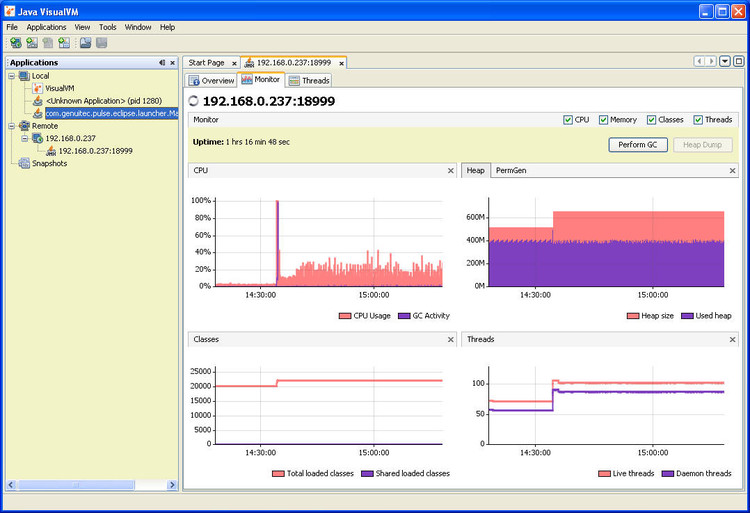 Java VisualVM
File Applications View Tools Window Help
Applications
Local
VisualVM
<Unknown Application> (pid 1280)
com.genuitec.pulse.eclipse.launcher.Ma
Remote
192.168.0.237
192.168.0.237:18999
Snapshots
Start Page 192.168.0.237:18999
Overview Monitor Threads
192.168.0.237:18999
Monitor CPU Memory Classes Threads
Uptime: 1 hrs 16 min 48 sec Perform GC Heap Dump
CPU
100%
80%
60%
40%
20%
0%
14:30:00 15:00:00
CPU Usage GC Activity
Heap PermGen
600M
400M
200M
0M
14:30:00 15:00:00
Heap size Used heap
Classes
25000
20000
15000
10000
5000
0
14:30:00 15:00:00
Total loaded classes Shared loaded classes
Threads
100
50
0
14:30:00 15:00:00
Live threads Daemon threads